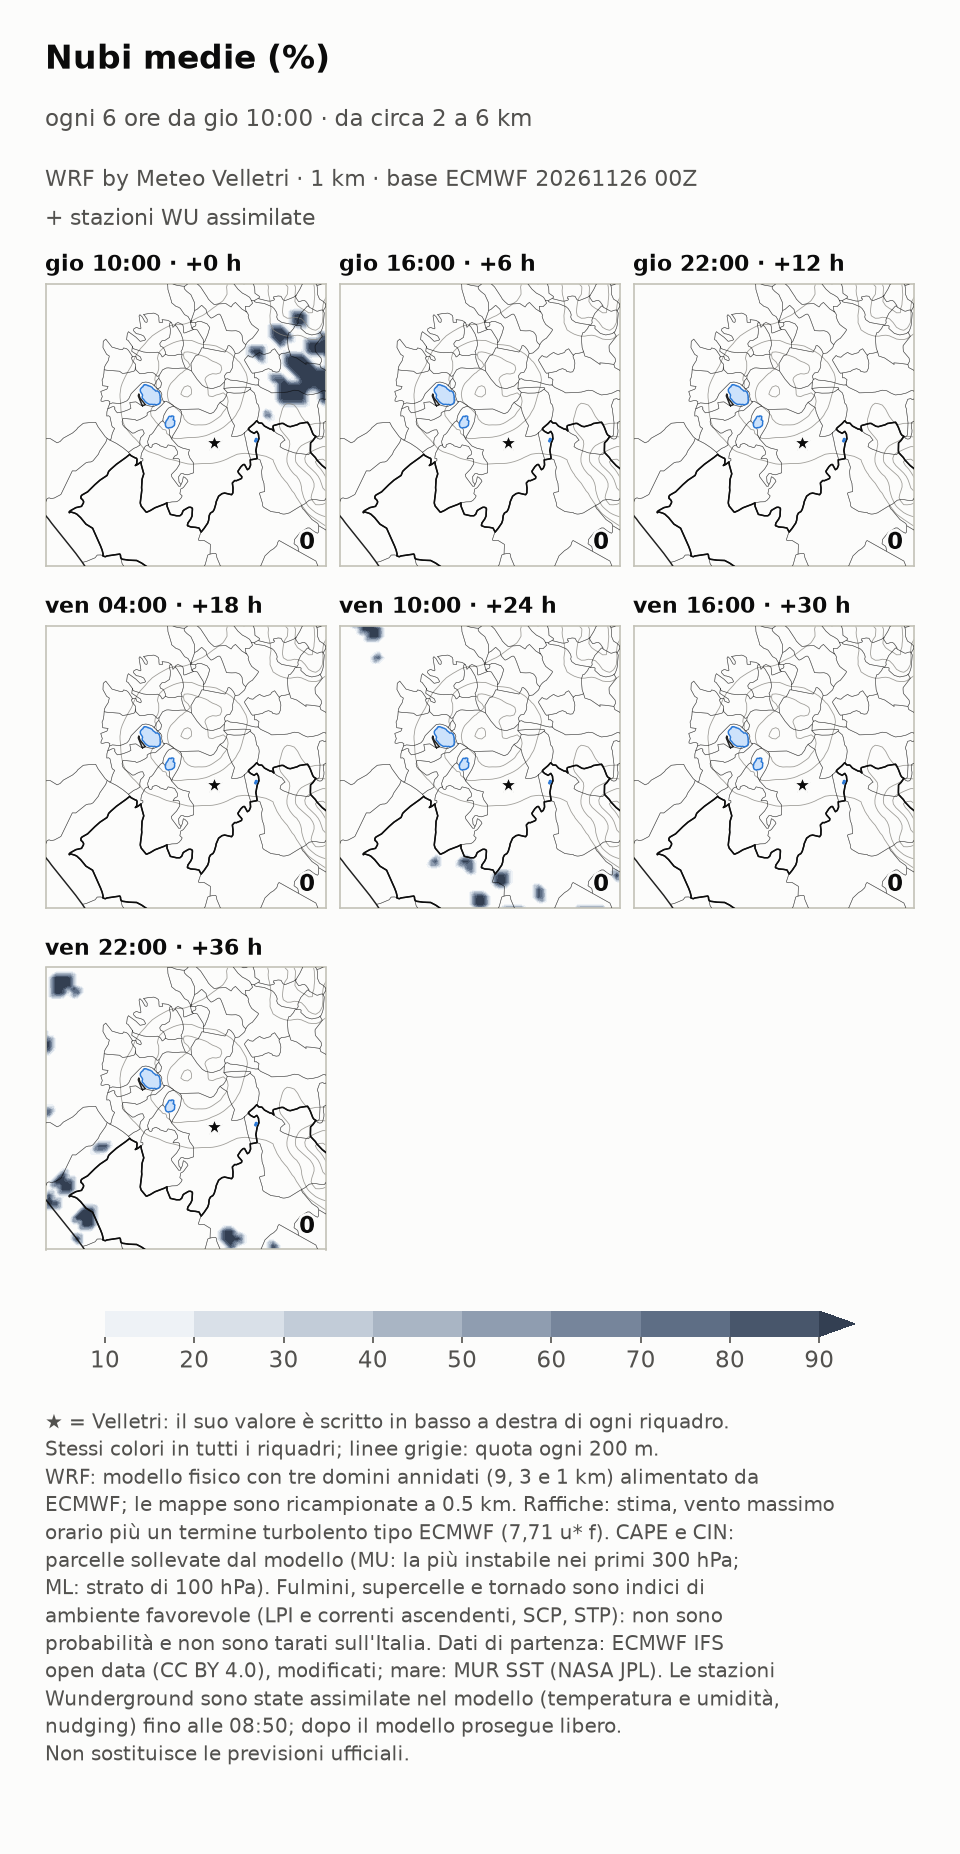 Nubi medie (%)
ogni 6 ore da gio 10:00 · da circa 2 a 6 km
WRF by Meteo Velletri · 1 km · base ECMWF 20261126 00Z
+ stazioni WU assimilate
gio 10:00 · +0 h
gio 16:00 · +6 h
gio 22:00 · +12 h
0
0
0
ven 04:00 · +18 h
ven 10:00 · +24 h
ven 16:00 · +30 h
0
0
0
ven 22:00 · +36 h
0
10 20 30 40 50 60 70 80 90
★ = Velletri: il suo valore è scritto in basso a destra di ogni riquadro.
Stessi colori in tutti i riquadri; linee grigie: quota ogni 200 m.
WRF: modello fisico con tre domini annidati (9, 3 e 1 km) alimentato da
ECMWF; le mappe sono ricampionate a 0.5 km. Raffiche: stima, vento massimo
orario più un termine turbolento tipo ECMWF (7,71 u* f). CAPE e CIN:
parcelle sollevate dal modello (MU: la più instabile nei primi 300 hPa;
ML: strato di 100 hPa). Fulmini, supercelle e tornado sono indici di
ambiente favorevole (LPI e correnti ascendenti, SCP, STP): non sono
probabilità e non sono tarati sull'Italia. Dati di partenza: ECMWF IFS
open data (CC BY 4.0), modificati; mare: MUR SST (NASA JPL). Le stazioni
Wunderground sono state assimilate nel modello (temperatura e umidità,
nudging) fino alle 08:50; dopo il modello prosegue libero.
Non sostituisce le previsioni ufficiali.